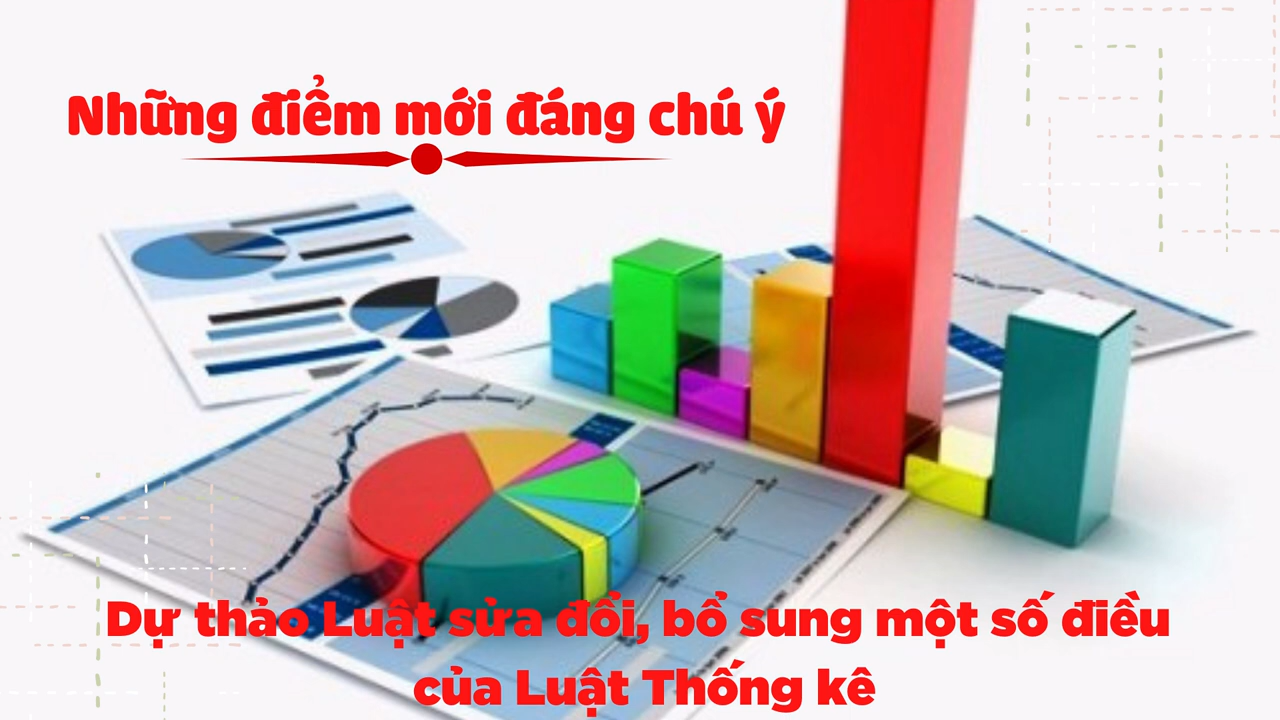 Những điểm mới đáng chú ý
Dự thảo Luật sửa đổi, bổ sung một số điều
của Luật Thống kê